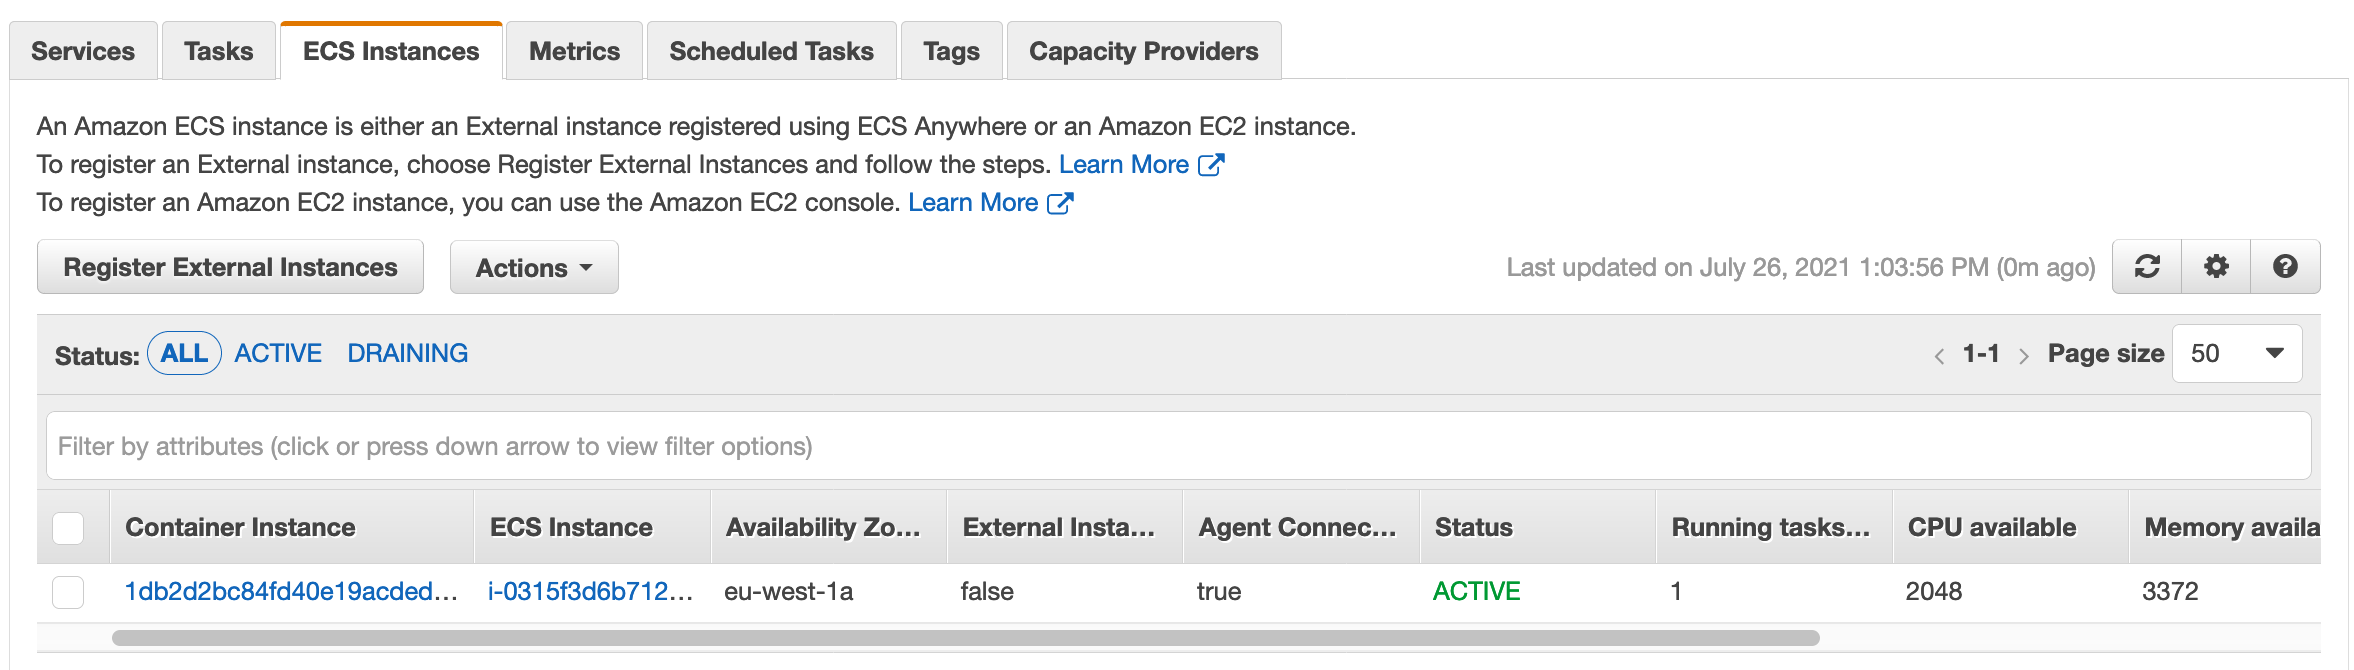 Services Tasks ECS Instances Metrics Scheduled Tasks Tags Capacity Providers
An Amazon ECS instance is either an External instance registered using ECS Anywhere or an Amazon EC2 instance.
To register an External instance, choose Register External Instances and follow the steps. Learn More
To register an Amazon EC2 instance, you can use the Amazon EC2 console. Learn More
Register External Instances Actions Last updated on July 26, 2021 1:03:56 PM (0m ago)
Status: ALL ACTIVE DRAINING < 1-1 > Page size 50
Filter by attributes (click or press down arrow to view filter options)
Container Instance ECS Instance Availability Zo... External Insta... Agent Connec... Status Running tasks... CPU available Memory availa
1db2d2bc84fd40e19acded... i-0315f3d6b712... eu-west-1a false true ACTIVE 1 2048 3372